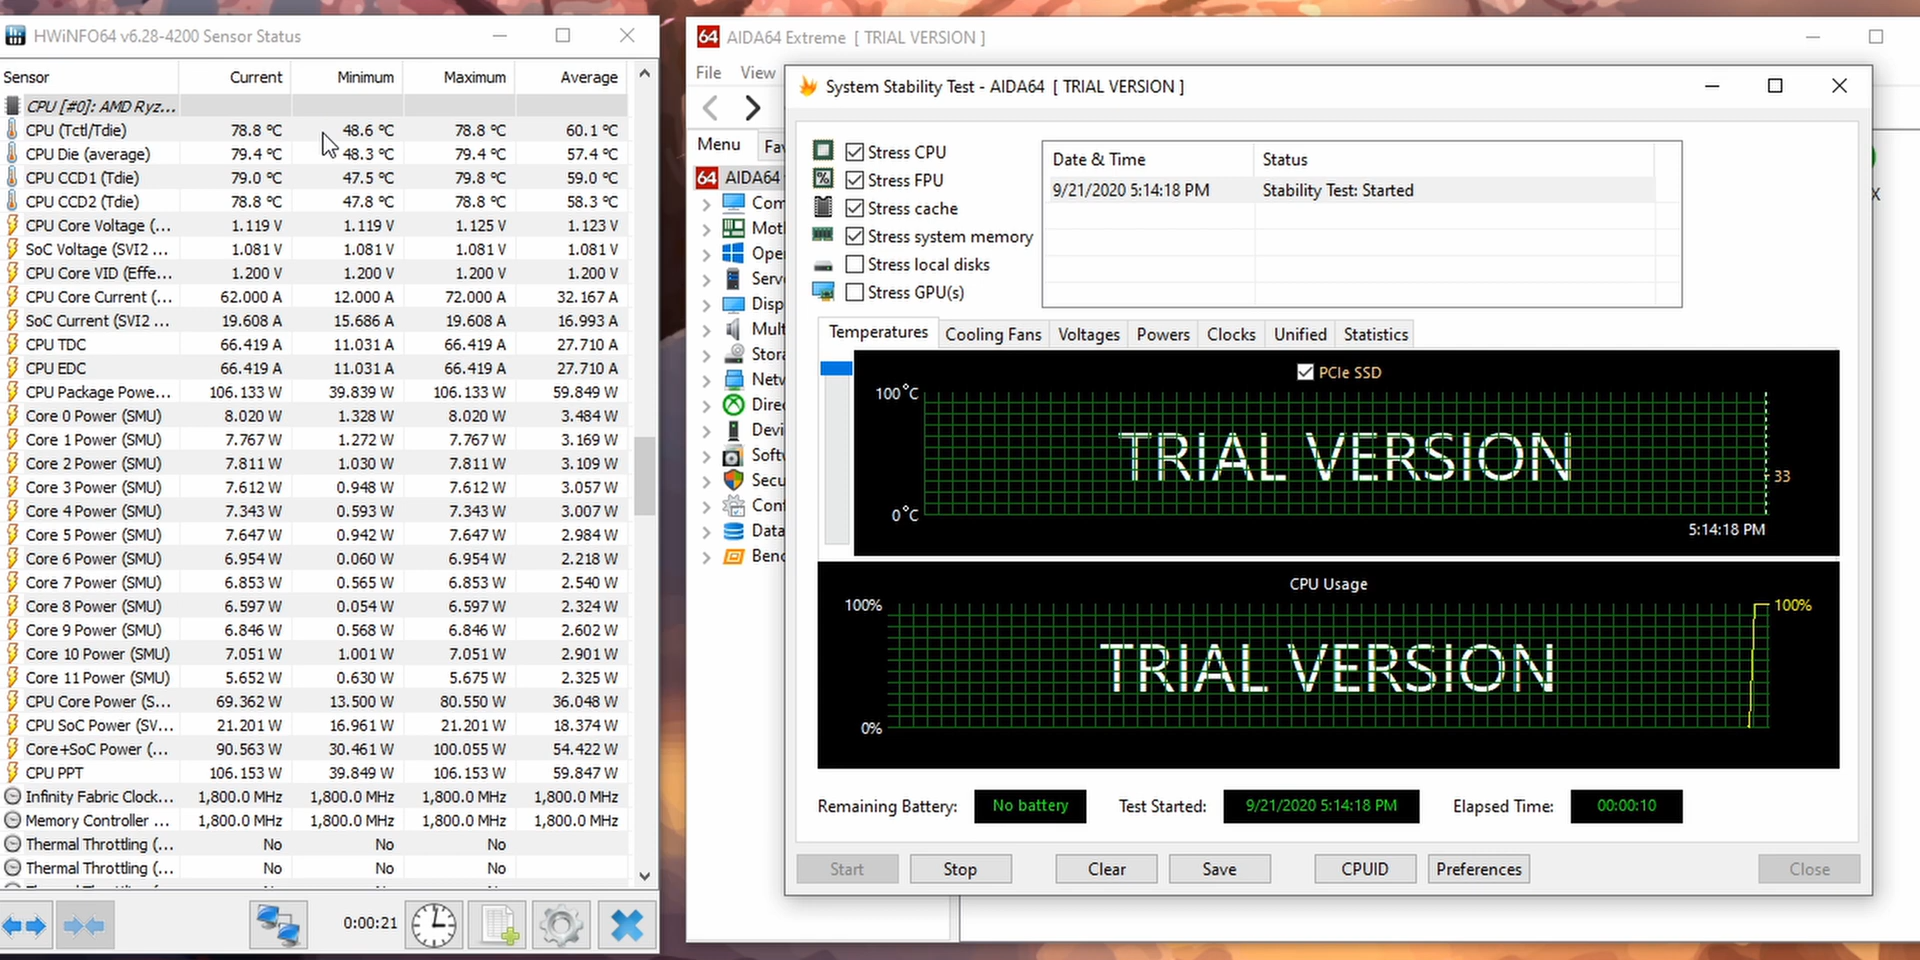 HWiNFO64 v6.28-4200 Sensor Status
Sensor Current Minimum Maximum Average
CPU [#0]: AMD Ryz...
CPU (Tctl/Tdie) 78.8 °C 48.6 °C 78.8 °C 60.1 °C
CPU Die (average) 79.4 °C 48.3 °C 79.4 °C 57.4 °C
CPU CCD1 (Tdie) 79.0 °C 47.5 °C 79.8 °C 59.0 °C
CPU CCD2 (Tdie) 78.8 °C 47.8 °C 78.8 °C 58.3 °C
CPU Core Voltage (... 1.119 V 1.119 V 1.125 V 1.123 V
SoC Voltage (SVI2 ... 1.081 V 1.081 V 1.081 V 1.081 V
CPU Core VID (Effe... 1.200 V 1.200 V 1.200 V 1.200 V
CPU Core Current (... 62.000 A 12.000 A 72.000 A 32.167 A
SoC Current (SVI2 ... 19.608 A 15.686 A 19.608 A 16.993 A
CPU TDC 66.419 A 11.031 A 66.419 A 27.710 A
CPU EDC 66.419 A 11.031 A 66.419 A 27.710 A
CPU Package Powe... 106.133 W 39.839 W 106.133 W 59.849 W
Core 0 Power (SMU) 8.020 W 1.328 W 8.020 W 3.484 W
Core 1 Power (SMU) 7.767 W 1.272 W 7.767 W 3.169 W
Core 2 Power (SMU) 7.811 W 1.030 W 7.811 W 3.109 W
Core 3 Power (SMU) 7.612 W 0.948 W 7.612 W 3.057 W
Core 4 Power (SMU) 7.343 W 0.593 W 7.343 W 3.007 W
Core 5 Power (SMU) 7.647 W 0.942 W 7.647 W 2.984 W
Core 6 Power (SMU) 6.954 W 0.060 W 6.954 W 2.218 W
Core 7 Power (SMU) 6.853 W 0.565 W 6.853 W 2.540 W
Core 8 Power (SMU) 6.597 W 0.054 W 6.597 W 2.324 W
Core 9 Power (SMU) 6.846 W 0.568 W 6.846 W 2.602 W
Core 10 Power (SMU) 7.051 W 1.001 W 7.051 W 2.901 W
Core 11 Power (SMU) 5.652 W 0.630 W 5.675 W 2.325 W
CPU Core Power (S... 69.362 W 13.500 W 80.550 W 36.048 W
CPU SoC Power (SV... 21.201 W 16.961 W 21.201 W 18.374 W
Core+SoC Power (... 90.563 W 30.461 W 100.055 W 54.422 W
CPU PPT 106.153 W 39.849 W 106.153 W 59.847 W
Infinity Fabric Clock... 1,800.0 MHz 1,800.0 MHz 1,800.0 MHz 1,800.0 MHz
Memory Controller ... 1,800.0 MHz 1,800.0 MHz 1,800.0 MHz 1,800.0 MHz
Thermal Throttling (... No No No
Thermal Throttling (... No No No
0:00:21
64 AIDA64 Extreme [ TRIAL VERSION ]
File View
Menu Fav
64 AIDA64
Com
Mot
Oper
Serv
Disp
Mult
Stora
Netw
Direc
Devi
Softw
Secu
Conf
Data
Benc
X
System Stability Test - AIDA64 [ TRIAL VERSION ]
Stress CPU
Stress FPU
Stress cache
Stress system memory
Stress local disks
Stress GPU(s)
Date & Time Status
9/21/2020 5:14:18 PM Stability Test: Started
Temperatures Cooling Fans Voltages Powers Clocks Unified Statistics
PCIe SSD
100°C
TRIAL VERSION
33
0°C
5:14:18 PM
CPU Usage
100% 100%
TRIAL VERSION
0%
Remaining Battery: No battery Test Started: 9/21/2020 5:14:18 PM Elapsed Time: 00:00:10
Start Stop Clear Save CPUID Preferences Close